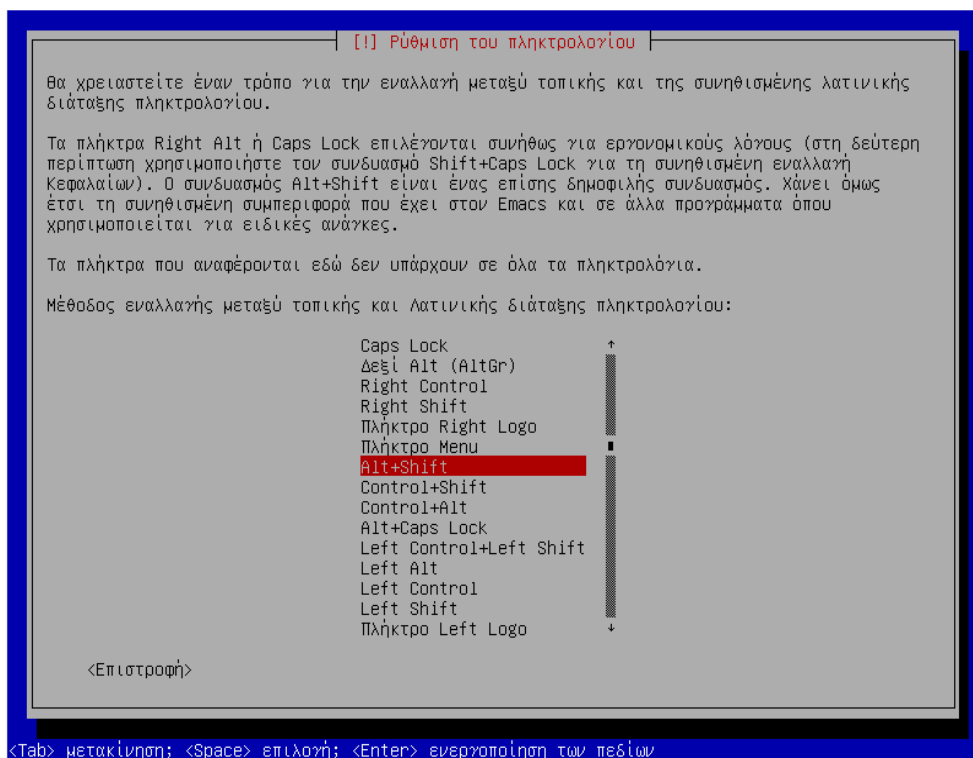 [!] Ρύθμιση του πληκτρολογίου
Θα χρειαστείτε έναν τρόπο για την εναλλαγή μεταξύ τοπικής και της συνηθισμένης λατινικής
διάταξης πληκτρολογίου.
Τα πλήκτρα Right Alt ή Caps Lock επιλέγονται συνήθως για εργονομικούς λόγους (στη δεύτερη
περίπτωση χρησιμοποιήστε τον συνδυασμό Shift+Caps Lock για τη συνηθισμένη εναλλαγή
Κεφαλαίων). Ο συνδυασμός Alt+Shift είναι ένας επίσης δημοφιλής συνδυασμός. Χάνει όμως
έτσι τη συνηθισμένη συμπεριφορά που έχει στον Emacs και σε άλλα προγράμματα όπου
χρησιμοποιείται για ειδικές ανάγκες.
Τα πλήκτρα που αναφέρονται εδώ δεν υπάρχουν σε όλα τα πληκτρολόγια.
Μέθοδος εναλλαγής μεταξύ τοπικής και Λατινικής διάταξης πληκτρολογίου:
Caps Lock
Δεξί Alt (AltGr)
Right Control
Right Shift
Πλήκτρο Right Logo
Πλήκτρο Menu
Alt+Shift
Control+Shift
Control+Alt
Alt+Caps Lock
Left Control+Left Shift
Left Alt
Left Control
Left Shift
Πλήκτρο Left Logo
<Επιστροφή>
<Tab> μετακίνηση; <Space> επιλογή; <Enter> ενεργοποίηση των πεδίων